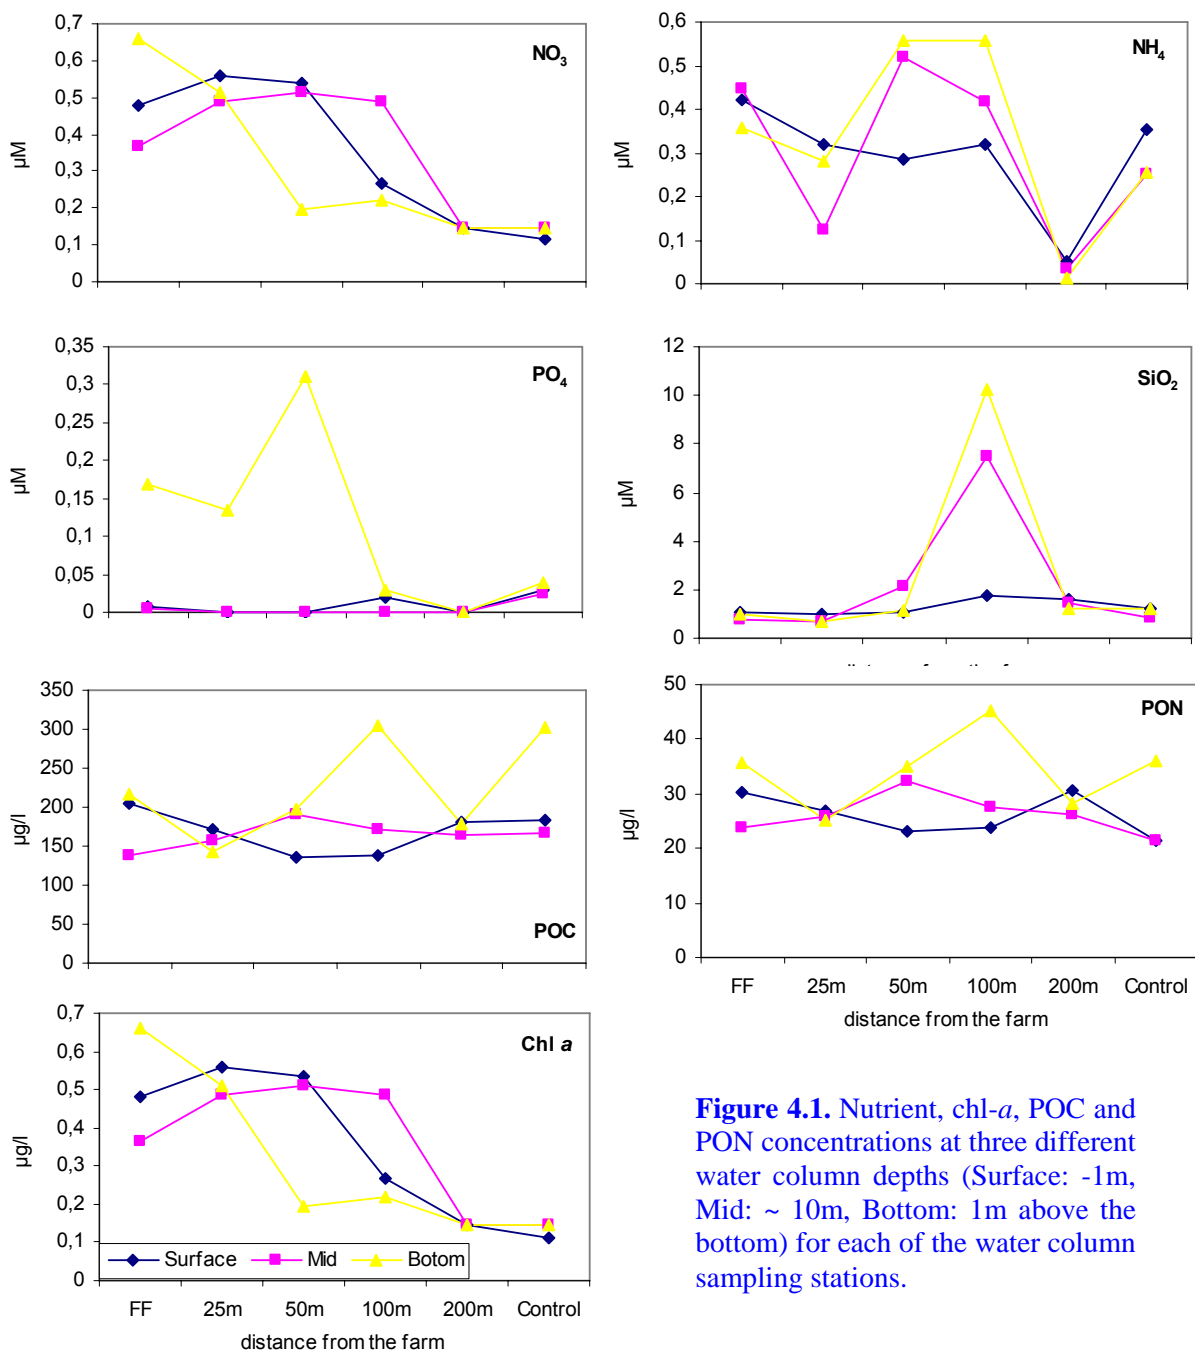 0,7
0,6
0,5
0,4
0,3
0,2
0,1
0
µM
NO3
0,6
0,5
0,4
0,3
0,2
0,1
0
µM
NH4
0,35
0,3
0,25
0,2
0,15
0,1
0,05
0
µM
PO4
12
10
8
6
4
2
0
µM
SiO2
350
300
250
200
150
100
50
0
µg/l
POC
50
40
30
20
10
0
µg/l
PON
FF 25m 50m 100m 200m Control
distance from the farm
0,7
0,6
0,5
0,4
0,3
0,2
0,1
0
µg/l
Chl a
Surface Mid Botom
FF 25m 50m 100m 200m Control
distance from the farm
Figure 4.1. Nutrient, chl-a, POC and
PON concentrations at three different
water column depths (Surface: -1m,
Mid: ~ 10m, Bottom: 1m above the
bottom) for each of the water column
sampling stations.